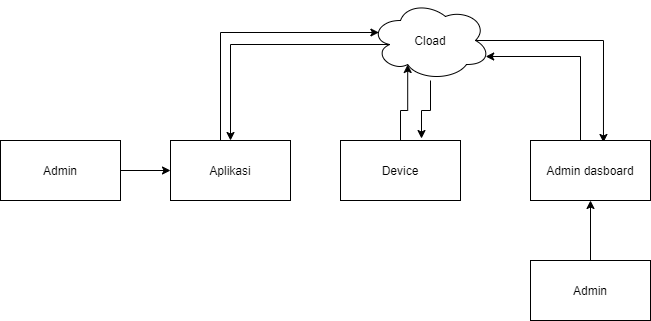 Cload
Admin
Aplikasi
Device
Admin dasboard
Admin